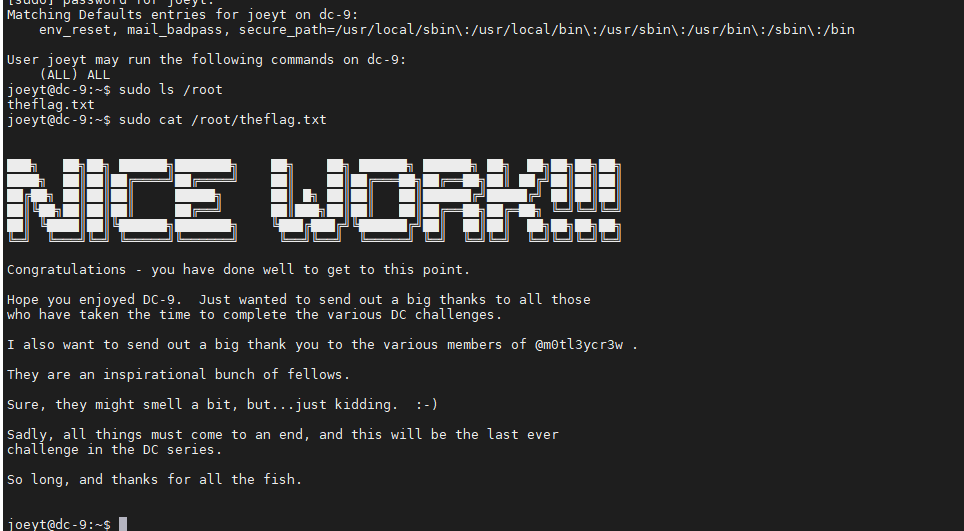 [sudo] password for joeyt:
Matching Defaults entries for joeyt on dc-9:
    env_reset, mail_badpass, secure_path=/usr/local/sbin\:/usr/local/bin\:/usr/sbin\:/usr/bin\:/sbin\:/bin
User joeyt may run the following commands on dc-9:
    (ALL) ALL
joeyt@dc-9:~$ sudo ls /root
theflag.txt
joeyt@dc-9:~$ sudo cat /root/theflag.txt
NICE WORK!!!
Congratulations - you have done well to get to this point.
Hope you enjoyed DC-9.  Just wanted to send out a big thanks to all those
who have taken the time to complete the various DC challenges.
I also want to send out a big thank you to the various members of @m0tl3ycr3w .
They are an inspirational bunch of fellows.
Sure, they might smell a bit, but...just kidding.  :-)
Sadly, all things must come to an end, and this will be the last ever
challenge in the DC series.
So long, and thanks for all the fish.
joeyt@dc-9:~$